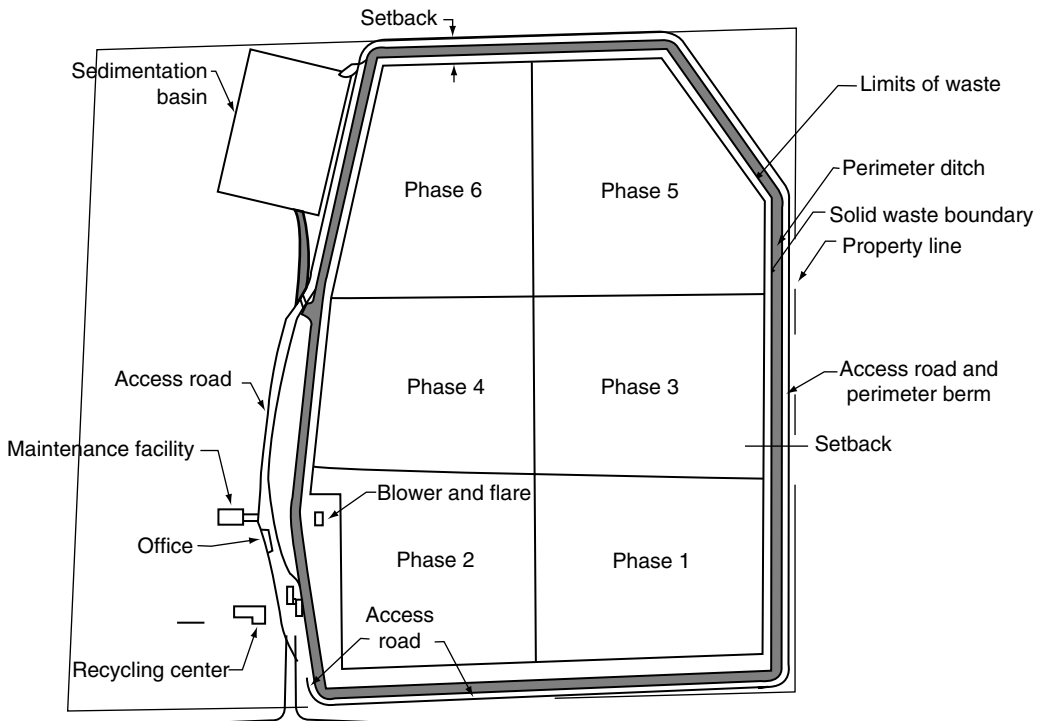 Setback
Sedimentation
basin
Limits of waste
Perimeter ditch
Phase 6
Phase 5
Solid waste boundary
Property line
Access road
Phase 4
Phase 3
Access road and
perimeter berm
Maintenance facility
Setback
Blower and flare
Office
Phase 2
Phase 1
Access
road
Recycling center